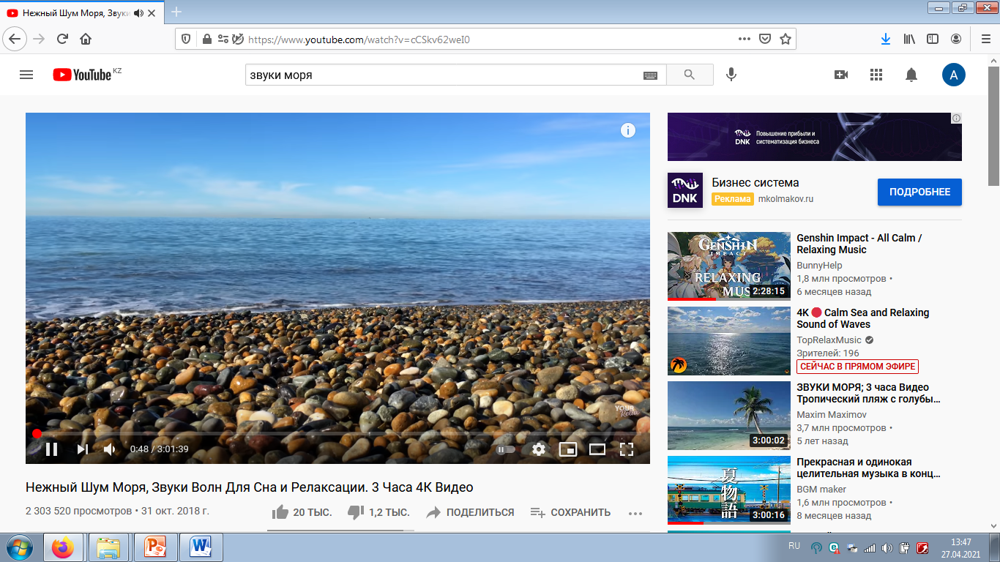 Нежный Шум Моря, Звуки
https://www.youtube.com/watch?v=cCSkv62weI0
YouTube KZ
звуки моря
A
DNK
Повышение прибыли и
систематизация бизнеса
DNK
Бизнес система
Реклама mkolmakov.ru
ПОДРОБНЕЕ
GENSHIN
IMPACT
RELAXING
MUS
2:28:15
Genshin Impact - All Calm /
Relaxing Music
BunnyHelp
1,8 млн просмотров •
6 месяцев назад
4K 🔴 Calm Sea and Relaxing
Sound of Waves
TopRelaxMusic
Зрителей: 196
СЕЙЧАС В ПРЯМОМ ЭФИРЕ
3:00:02
ЗВУКИ МОРЯ; 3 часа Видео
Тропический пляж с голубы...
Maxim Maximov
3,7 млн просмотров •
5 лет назад
夏物語
3:00:16
Прекрасная и одинокая
целительная музыка в конц...
BGM maker
1,6 млн просмотров •
8 месяцев назад
YOUR
Relax
0:48 / 3:01:39
Нежный Шум Моря, Звуки Волн Для Сна и Релаксации. 3 Часа 4K Видео
2 303 520 просмотров • 31 окт. 2018 г.
20 ТЫС.
1,2 ТЫС.
ПОДЕЛИТЬСЯ
СОХРАНИТЬ
RU
13:47
27.04.2021